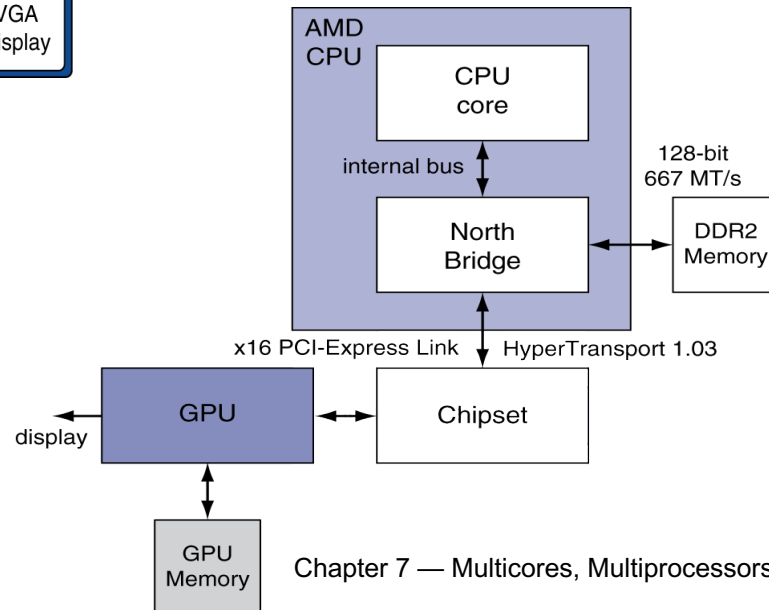 VGA
AMD
CPU
CPU
core
internal bus
128-bit
667 MT/s
North
Bridge
DDR2
Memory
x16 PCI-Express Link
HyperTransport 1.03
GPU
Chipset
display
GPU
Memory
Chapter 7 — Multicores, Multiprocessors